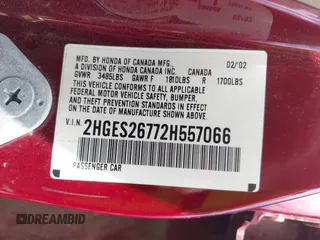 MFD. BY HONDA OF CANADA MFG. 02/02
A DIVISION OF HONDA CANADA INC. CANADA
GVWR 3485LBS GAWR F 1810LBS R 1700LBS
THIS VEHICLE CONFORMS TO ALL APPLICABLE
FEDERAL MOTOR VEHICLE SAFETY, BUMPER,
AND THEFT PREVENTION STANDARDS IN EFFECT
ON THE DATE OF MANUFACTURE SHOWN ABOVE.
V.I.N. 2HGES26772H557066
PASSENGER CAR
DREAMBID